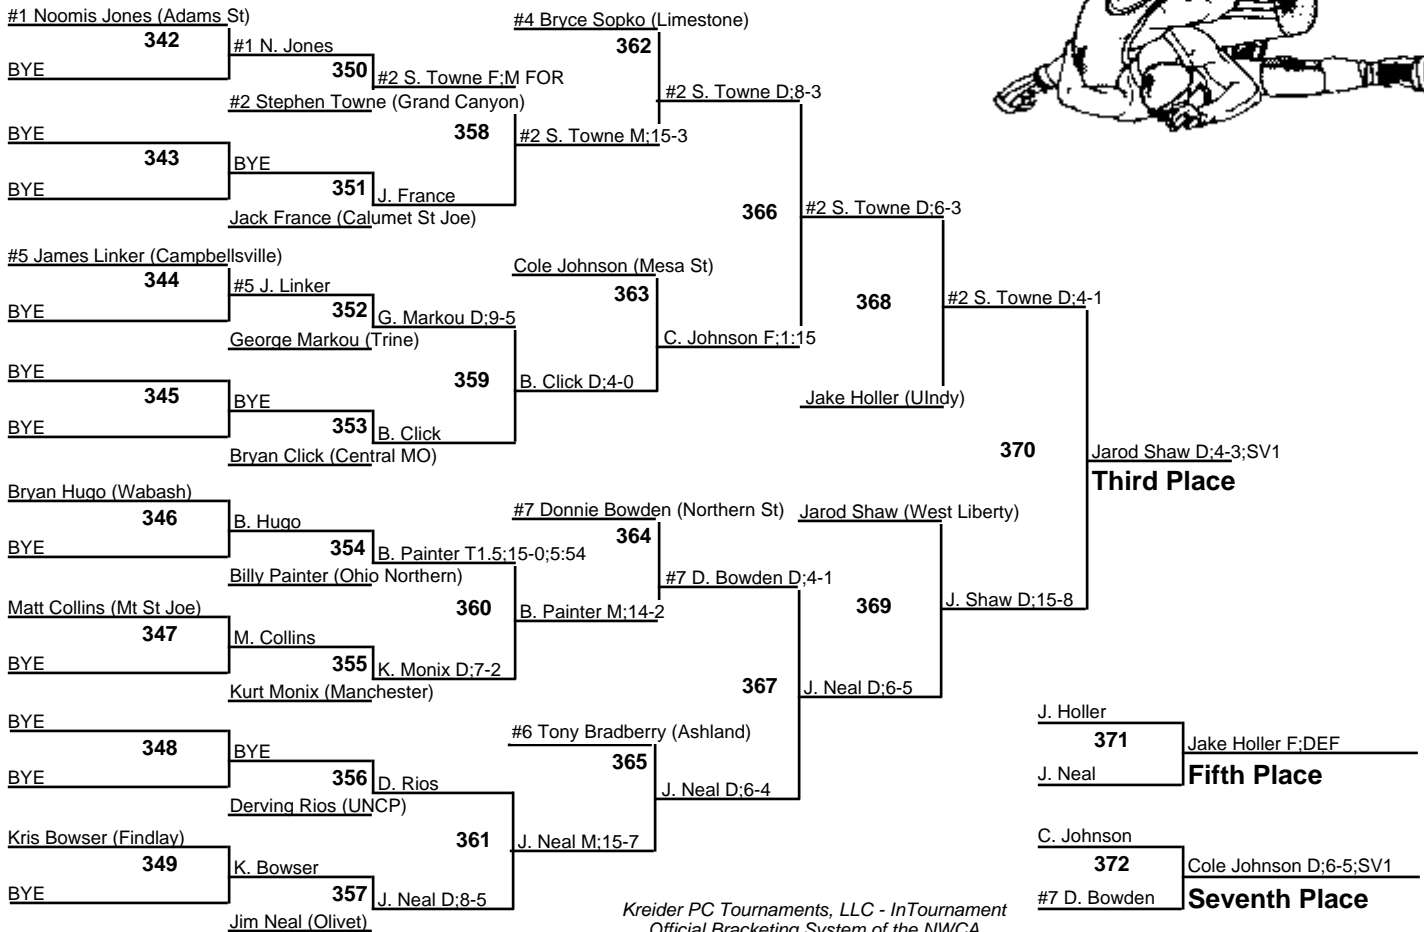 #1 Noomis Jones (Adams St)
342
BYE
#1 N. Jones
350
#2 S. Towne F;M FOR
#2 Stephen Towne (Grand Canyon)
358
#2 S. Towne M;15-3
BYE
343
BYE
BYE
351
J. France
Jack France (Calumet St Joe)
#4 Bryce Sopko (Limestone)
362
#2 S. Towne D;8-3
366
#2 S. Towne D;6-3
#5 James Linker (Campbellsville)
344
BYE
#5 J. Linker
352
G. Markou D;9-5
George Markou (Trine)
359
B. Click D;4-0
BYE
345
BYE
BYE
353
B. Click
Bryan Click (Central MO)
Cole Johnson (Mesa St)
363
C. Johnson F;1:15
368
#2 S. Towne D;4-1
Jake Holler (UIndy)
370
Jarod Shaw D;4-3;SV1
Third Place
Bryan Hugo (Wabash)
346
BYE
B. Hugo
354
B. Painter T1.5;15-0;5:54
Billy Painter (Ohio Northern)
360
B. Painter M;14-2
Matt Collins (Mt St Joe)
347
BYE
M. Collins
355
K. Monix D;7-2
Kurt Monix (Manchester)
#7 Donnie Bowden (Northern St)
364
#7 D. Bowden D;4-1
Jarod Shaw (West Liberty)
369
J. Shaw D;15-8
367
J. Neal D;6-5
BYE
348
BYE
BYE
356
D. Rios
Derving Rios (UNCP)
361
J. Neal M;15-7
Kris Bowser (Findlay)
349
BYE
K. Bowser
357
J. Neal D;8-5
Jim Neal (Olivet)
#6 Tony Bradberry (Ashland)
365
J. Neal D;6-4
J. Holler
371
J. Neal
Jake Holler F;DEF
Fifth Place
C. Johnson
372
#7 D. Bowden
Cole Johnson D;6-5;SV1
Seventh Place
Kreider PC Tournaments, LLC - InTournament
Official Bracketing System of the NWCA